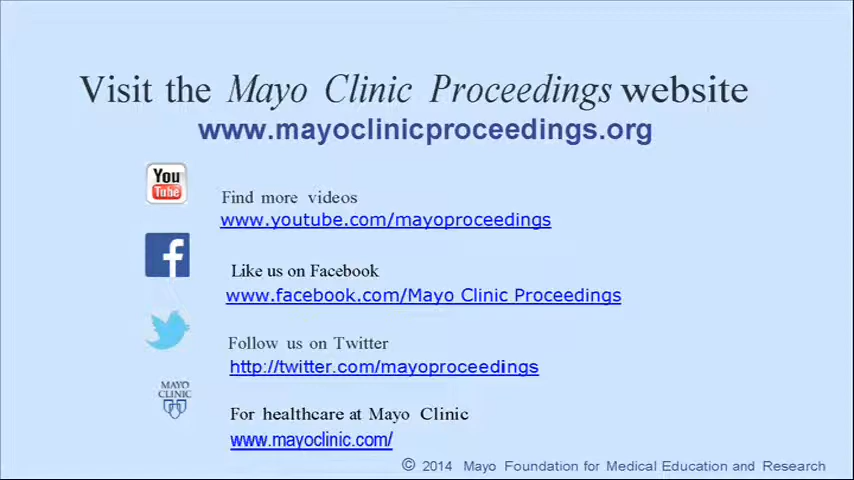 Visit the Mayo Clinic Proceedings website
www.mayoclinicproceedings.org
You
Tube
Find more videos
www.youtube.com/mayoproceedings
f
Like us on Facebook
www.facebook.com/Mayo Clinic Proceedings
Follow us on Twitter
http://twitter.com/mayoproceedings
MAYO
CLINIC
For healthcare at Mayo Clinic
www.mayoclinic.com/
© 2014 Mayo Foundation for Medical Education and Research